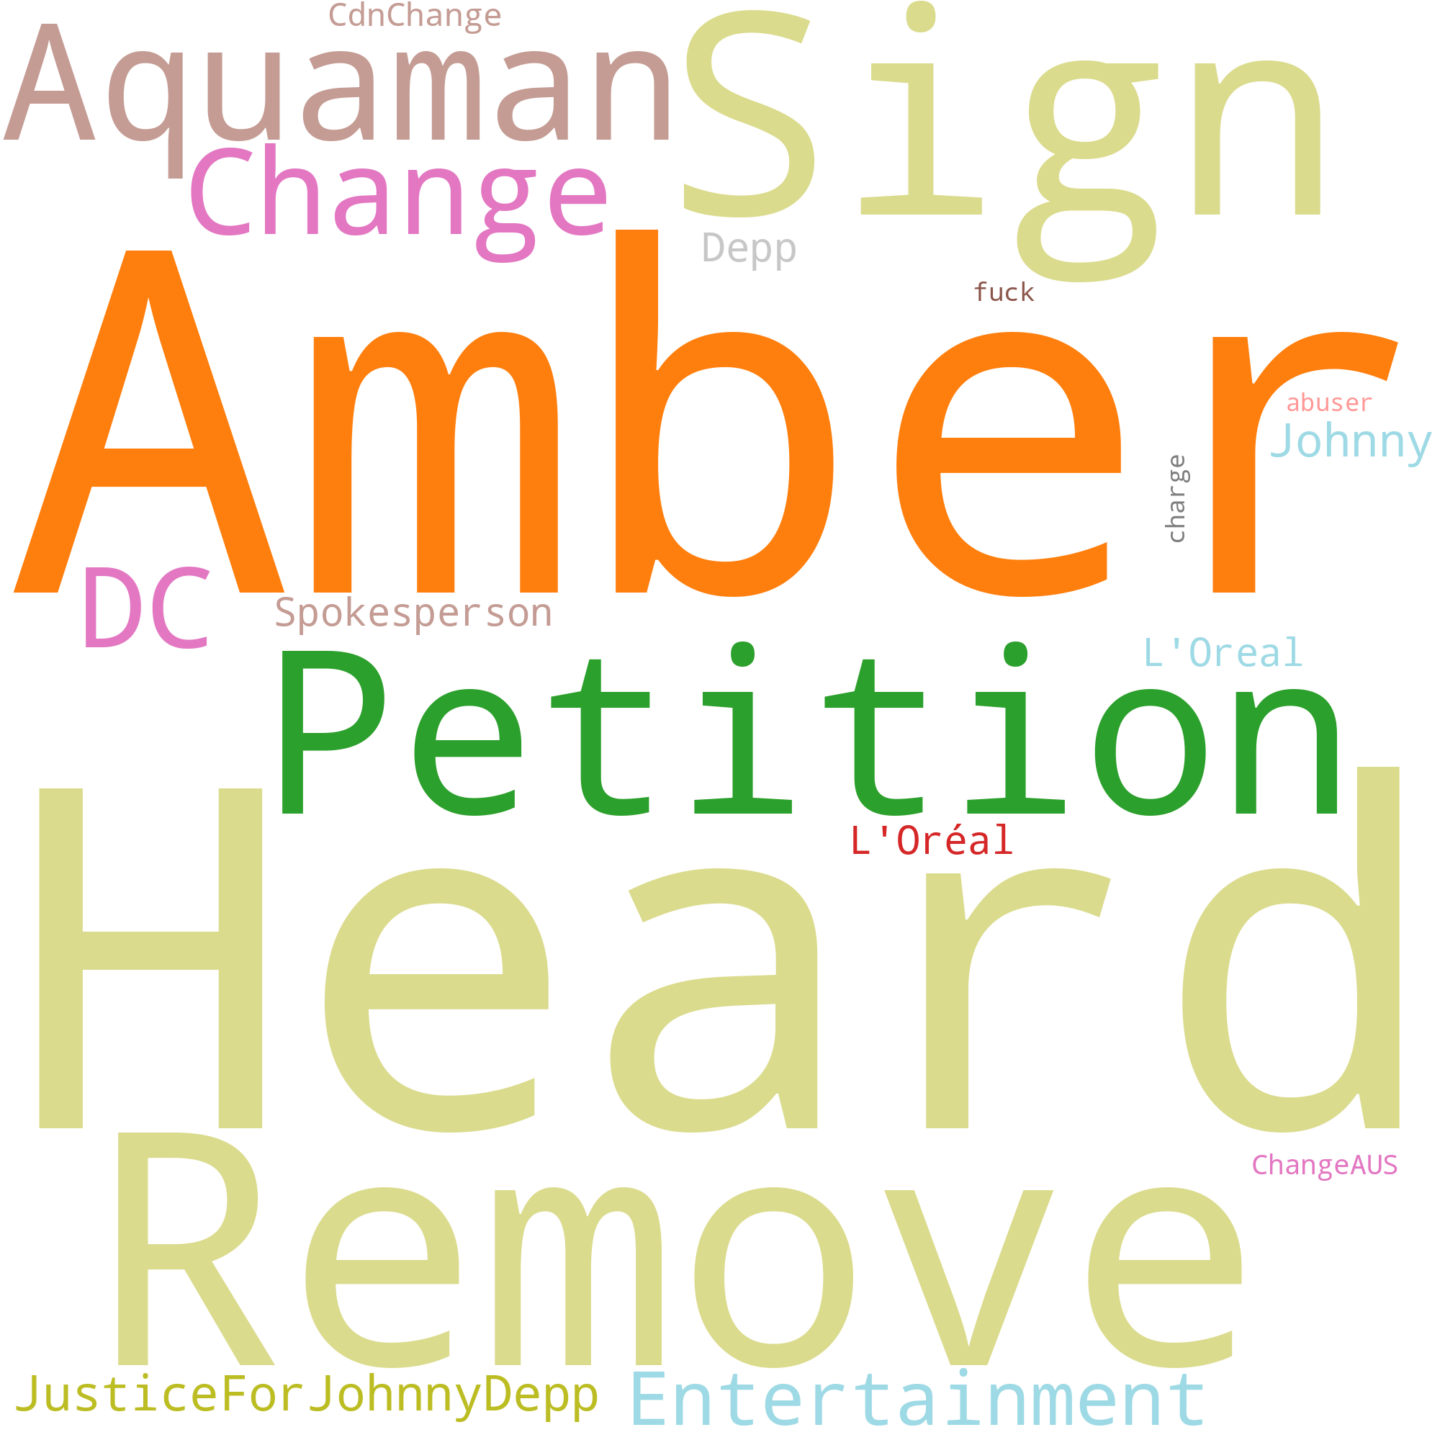 CdnChange
Aquaman
Sign
Change
Depp
fuck
Amber
abuser
Johnny
charge
DC
Spokesperson
L'Oreal
Petition
L'Oréal
Heard
Remove
ChangeAUS
JusticeForJohnnyDepp
Entertainment